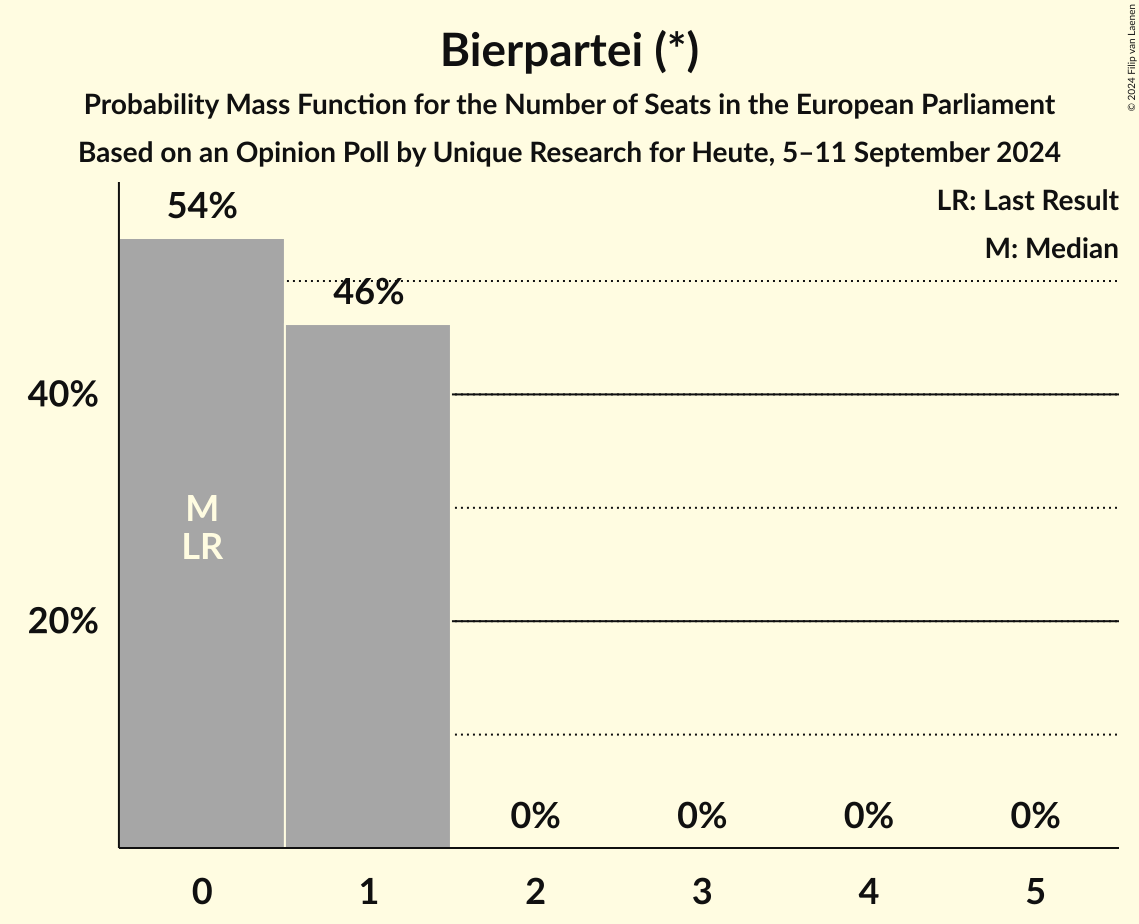 Bierpartei (*)
Probability Mass Function for the Number of Seats in the European Parliament
Based on an Opinion Poll by Unique Research for Heute, 5–11 September 2024
© 2024 Filip van Laenen
LR: Last Result
M: Median
54%
46%
40%
20%
M
LR
0% 0% 0% 0%
0 1 2 3 4 5